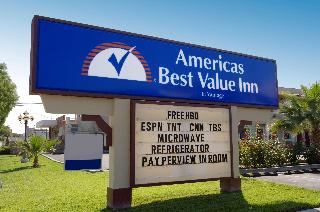 Americas
Best Value Inn
FREEHBO
ESPN TNT CNN TBS
MICROWAVE
REFRIGERATOR
PAYPERVIEW IN ROOM